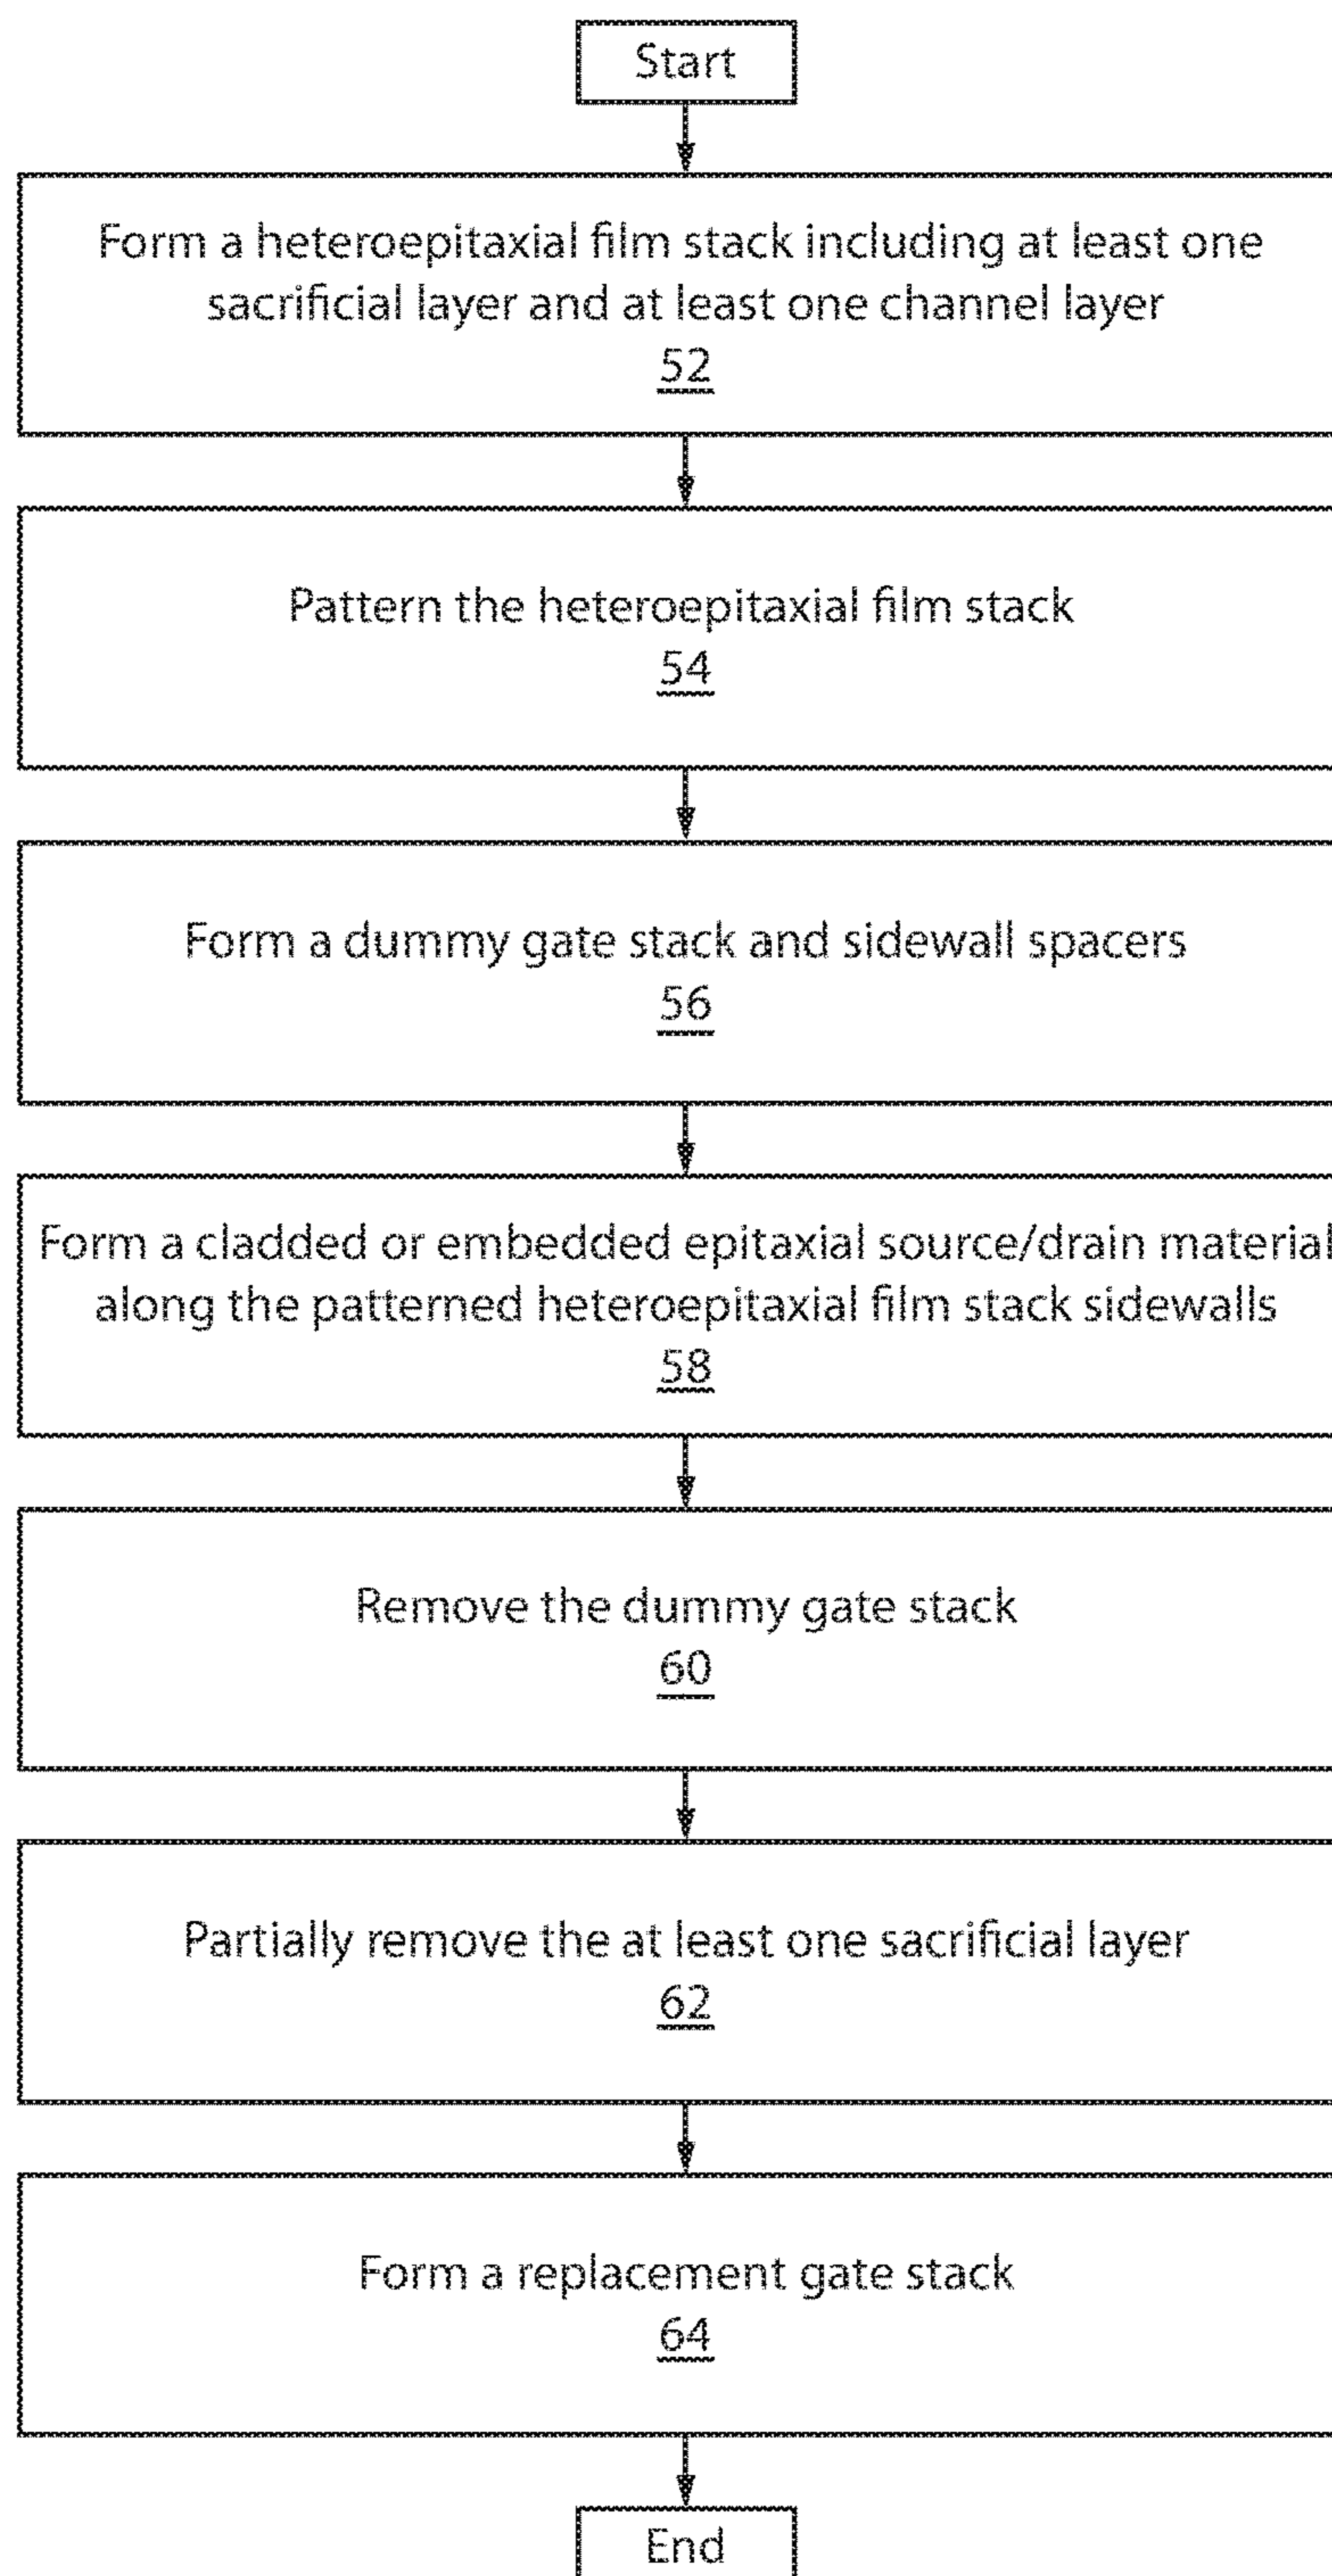 Start
Form a heteroepitaxial film stack including at least one
sacrificial layer and at least one channel layer
52
Pattern the heteroepitaxial film stack
54
Form a dummy gate stack and sidewall spacers
56
Form a cladded or embedded epitaxial source/drain material
along the patterned heteroepitaxial film stack sidewalls
58
Remove the dummy gate stack
60
Partially remove the at least one sacrificial layer
62
Form a replacement gate stack
64
End